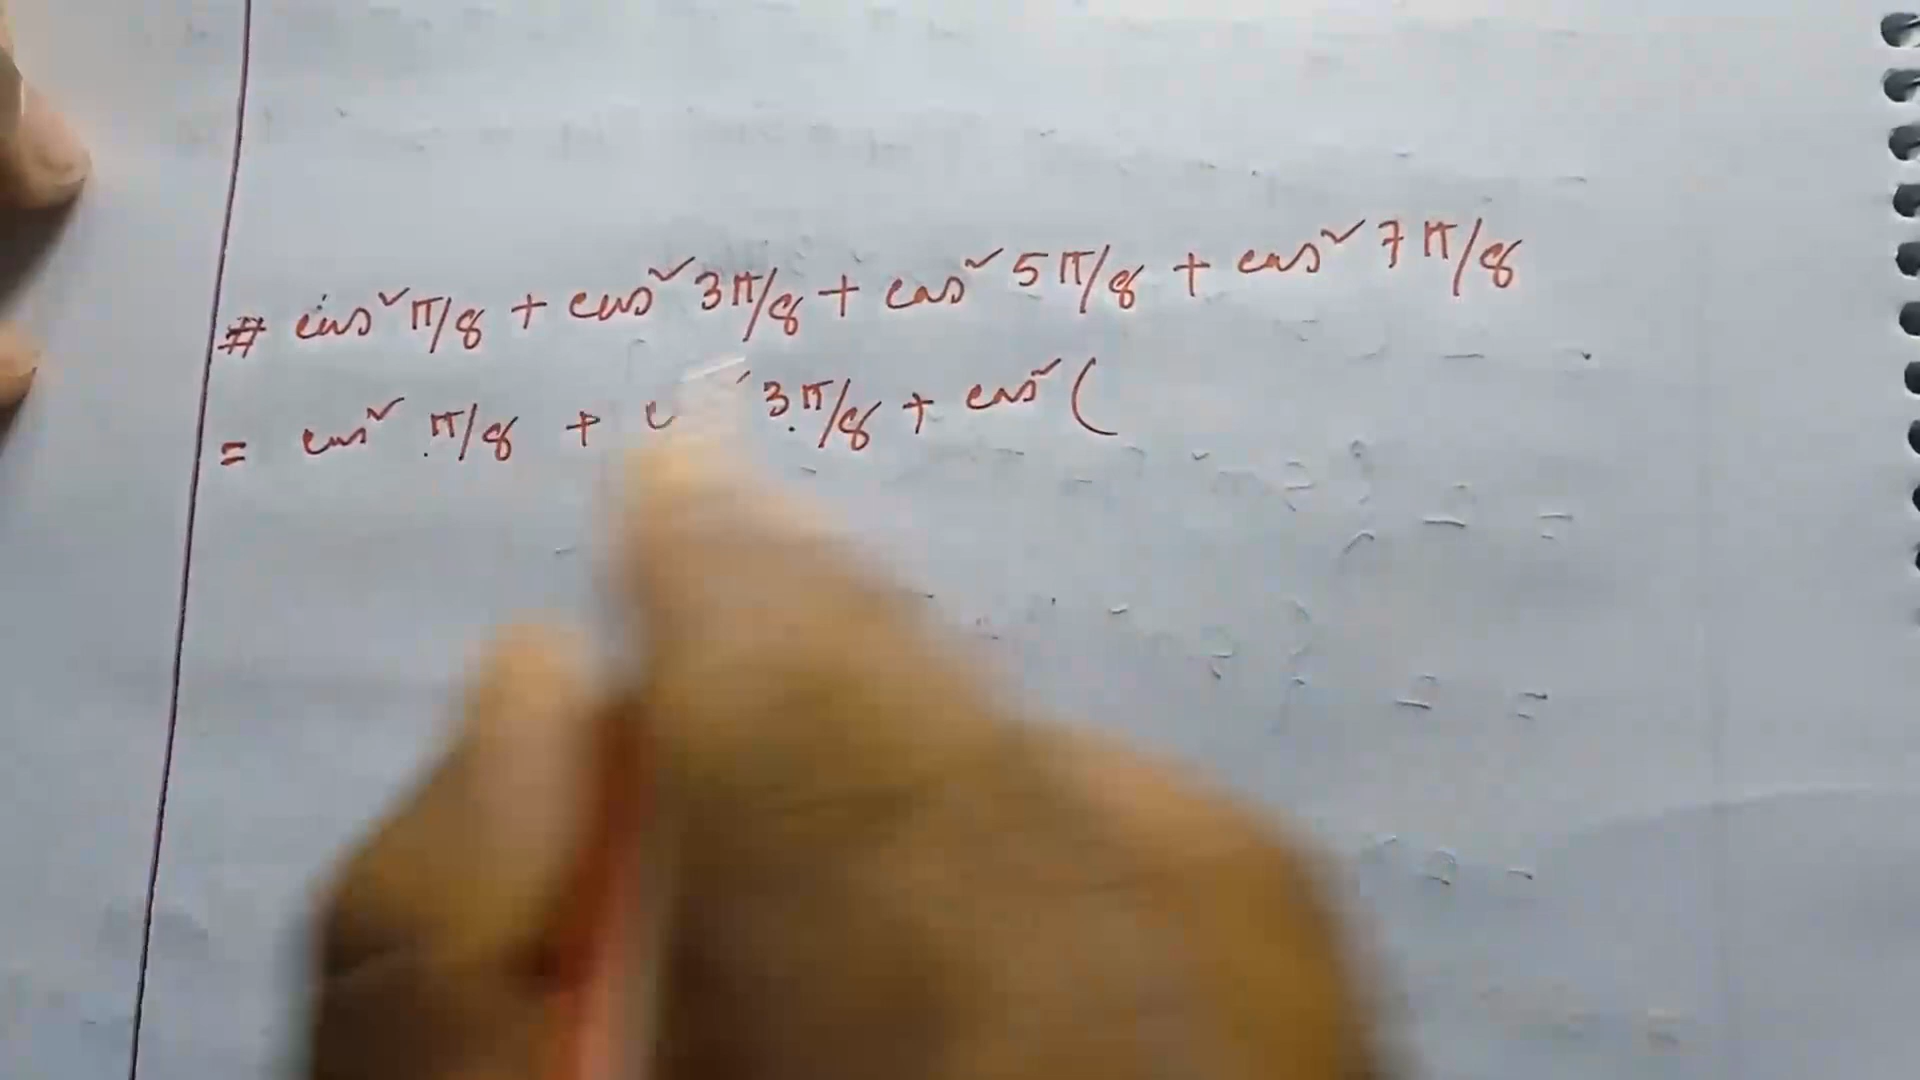 # cos² π/8 + cos² 3π/8 + cos² 5π/8 + cos² 7π/8
= cos² π/8 + 3π/8 + cos² (